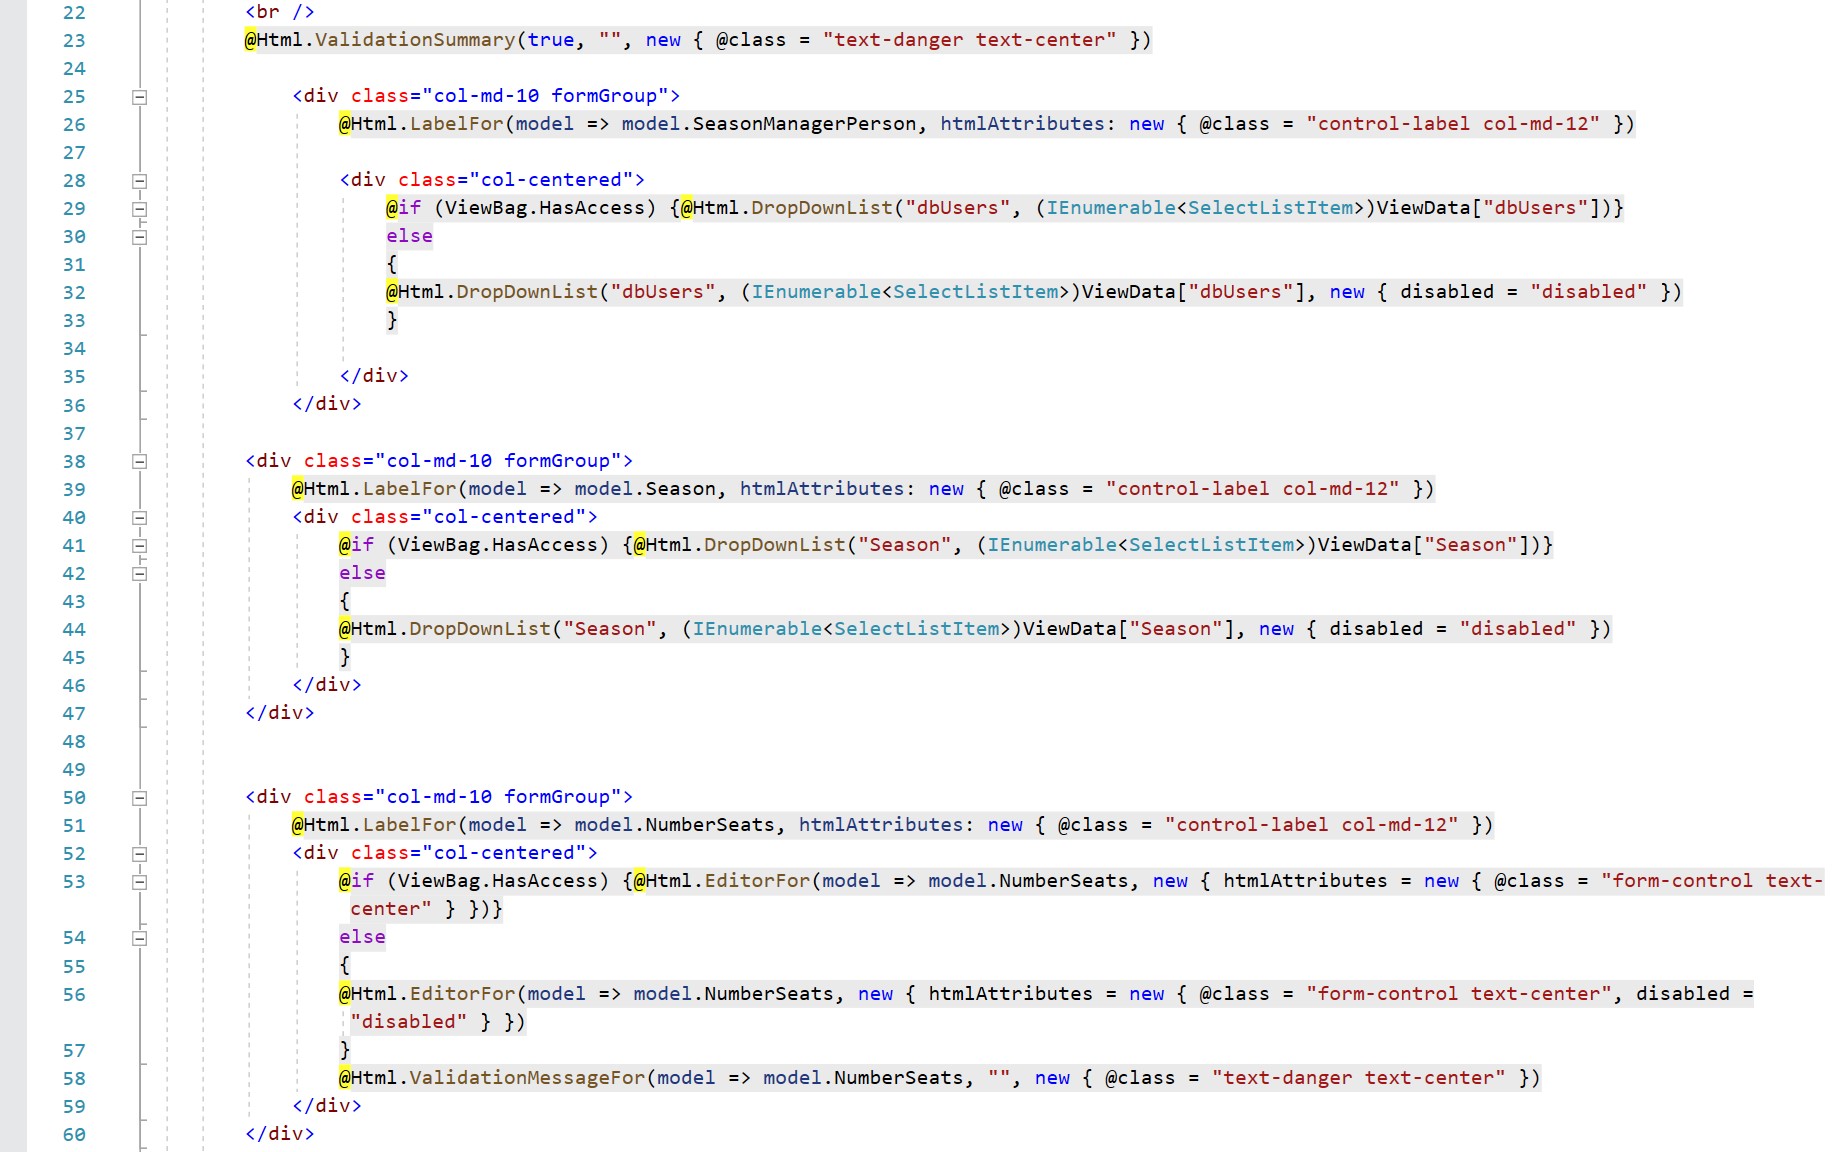 22 <br />
23 @Html.ValidationSummary(true, "", new { @class = "text-danger text-center" })
24
25 <div class="col-md-10 formGroup">
26 @Html.LabelFor(model => model.SeasonManagerPerson, htmlAttributes: new { @class = "control-label col-md-12" })
27
28 <div class="col-centered">
29 @if (ViewBag.HasAccess) {@Html.DropDownList("dbUsers", (IEnumerable<SelectListItem>)ViewData["dbUsers"])}
30 else
31 {
32 @Html.DropDownList("dbUsers", (IEnumerable<SelectListItem>)ViewData["dbUsers"], new { disabled = "disabled" })
33 }
34
35 </div>
36 </div>
37
38 <div class="col-md-10 formGroup">
39 @Html.LabelFor(model => model.Season, htmlAttributes: new { @class = "control-label col-md-12" })
40 <div class="col-centered">
41 @if (ViewBag.HasAccess) {@Html.DropDownList("Season", (IEnumerable<SelectListItem>)ViewData["Season"])}
42 else
43 {
44 @Html.DropDownList("Season", (IEnumerable<SelectListItem>)ViewData["Season"], new { disabled = "disabled" })
45 }
46 </div>
47 </div>
48
49
50 <div class="col-md-10 formGroup">
51 @Html.LabelFor(model => model.NumberSeats, htmlAttributes: new { @class = "control-label col-md-12" })
52 <div class="col-centered">
53 @if (ViewBag.HasAccess) {@Html.EditorFor(model => model.NumberSeats, new { htmlAttributes = new { @class = "form-control text-
center" } })}
54 else
55 {
56 @Html.EditorFor(model => model.NumberSeats, new { htmlAttributes = new { @class = "form-control text-center", disabled =
"disabled" } })
57 }
58 @Html.ValidationMessageFor(model => model.NumberSeats, "", new { @class = "text-danger text-center" })
59 </div>
60 </div>